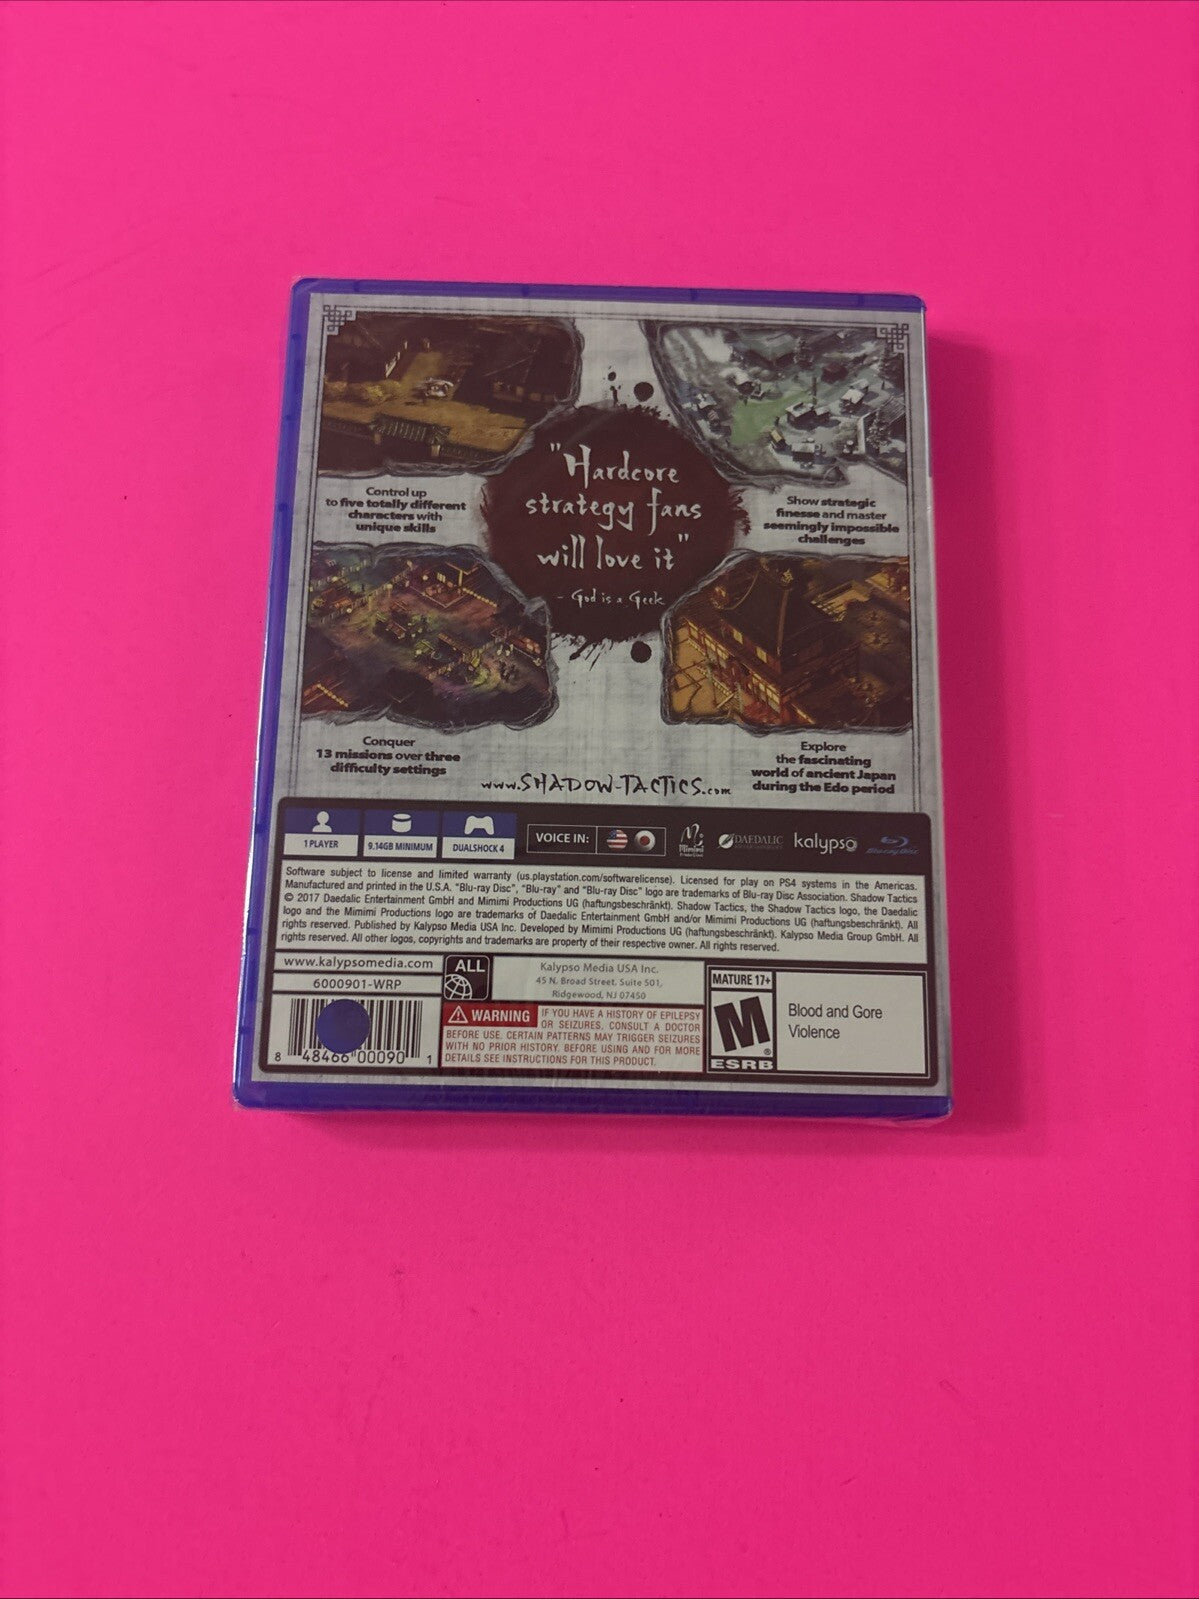 "Hardcore
strategy fans
will love it"
- God is a Geek
Control up
to five totally different
characters with
unique skills
Show strategic
finesse and master
seemingly impossible
challenges
Conquer
13 missions over three
difficulty settings
Explore
the fascinating
world of ancient Japan
during the Edo period
www.SHADOW-TACTICS.com
1 PLAYER
9.14GB MINIMUM
DUALSHOCK 4
VOICE IN:
Mimimi
DAEDALIC
kalypso
Blu-ray Disc
Software subject to license and limited warranty (us.playstation.com/softwarelicense). Licensed for play on PS4 systems in the Americas.
Manufactured and printed in the U.S.A. "Blu-ray Disc", "Blu-ray" and "Blu-ray Disc" logo are trademarks of Blu-ray Disc Association. Shadow Tactics
© 2017 Daedalic Entertainment GmbH and Mimimi Productions UG (haftungsbeschränkt). Shadow Tactics, the Shadow Tactics logo, the Daedalic
logo and the Mimimi Productions logo are trademarks of Daedalic Entertainment GmbH and/or Mimimi Productions UG (haftungsbeschränkt). All
rights reserved. Published by Kalypso Media USA Inc. Developed by Mimimi Productions UG (haftungsbeschränkt). Kalypso Media Group GmbH. All
rights reserved. All other logos, copyrights and trademarks are property of their respective owner. All rights reserved.
www.kalypsomedia.com
6000901-WRP
8 48466 00090 1
ALL
Kalypso Media USA Inc.
45 N. Broad Street, Suite 501,
Ridgewood, NJ 07450
WARNING IF YOU HAVE A HISTORY OF EPILEPSY
OR SEIZURES, CONSULT A DOCTOR
BEFORE USE. CERTAIN PATTERNS MAY TRIGGER SEIZURES
WITH NO PRIOR HISTORY. BEFORE USING AND FOR MORE
DETAILS SEE INSTRUCTIONS FOR THIS PRODUCT.
MATURE 17+
M
®
ESRB
Blood and Gore
Violence